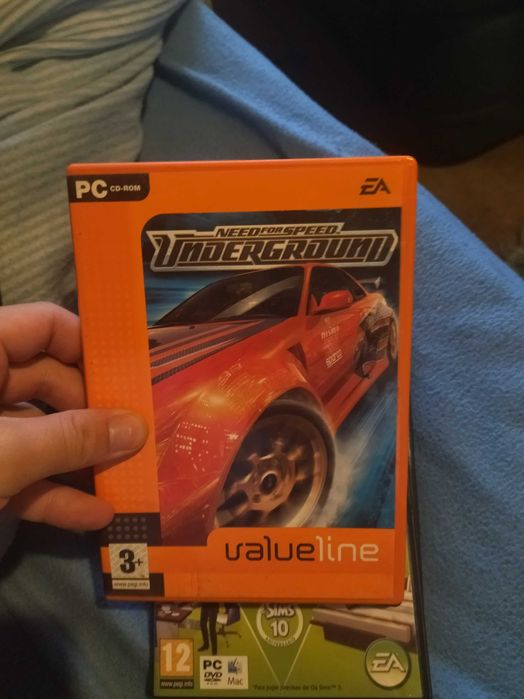 PC CD-ROM
EA
NEED FOR SPEED
UNDERGROUND
valueline
3+
www.pegi.info
SIMS
10
12
www.pegi.info
PC
DVD
ROM
Mac
EA